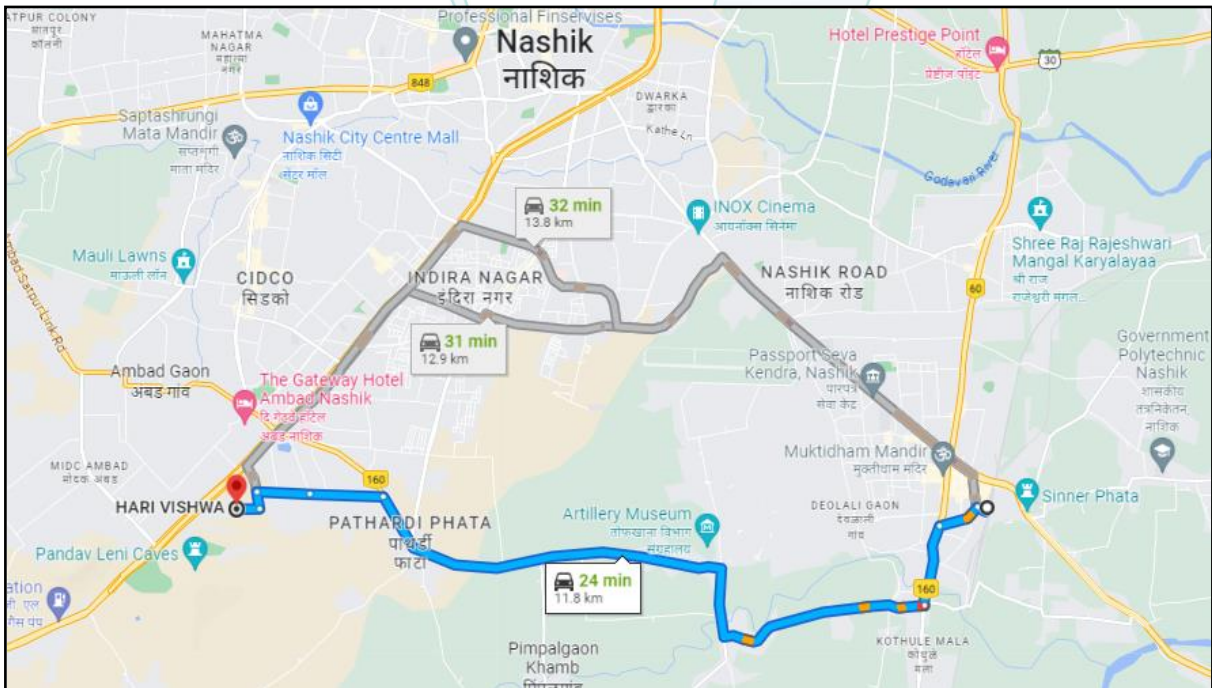 ATPUR COLONY
सातपुर
कॉलनी
MAHATMA
NAGAR
महात्मा
नगर
Professional Finservises
Nashik
नाशिक
Hotel Prestige Point
हॉटेल
प्रेस्टीज पॉइंट
30
848
DWARKA
द्वारका
Kathe Ln
Saptashrungi
Mata Mandir
सप्तशृंगी
माता मंदिर
Nashik City Centre Mall
नाशिक सिटी
सेंटर मॉल
Godavari River
32 min
13.8 km
INOX Cinema
आयनॉक्स सिनेमा
Shree Raj Rajeshwari
Mangal Karyalayaa
श्री राज
राजेश्वरी मंगल...
Mauli Lawns
माऊली लॉन
CIDCO
सिडको
INDIRA NAGAR
इंदिरा नगर
NASHIK ROAD
नाशिक रोड
60
Ambad Satpur Link Rd
31 min
12.9 km
Government
Polytechnic
Nashik
शासकीय
तंत्रनिकेतन,
नाशिक
Passport Seva
Kendra, Nashik
पारपत्र
सेवा केंद्र
Ambad Gaon
अंबड गांव
The Gateway Hotel
Ambad Nashik
दि गेटवे हॉटेल
अंबड नाशिक
Muktidham Mandir
मुक्तीधाम मंदिर
MIDC AMBAD
160
Sinner Phata
HARI VISHWA
PATHARDI PHATA
पाथर्डी
फाटा
Artillery Museum
तोफखाना विभाग
संग्रहालय
DEOLALI GAON
देवळाली
गाव
Pandav Leni Caves
24 min
11.8 km
160
KOTHULE MALA
कोथुळे
मला
Pimpalgaon
Khamb